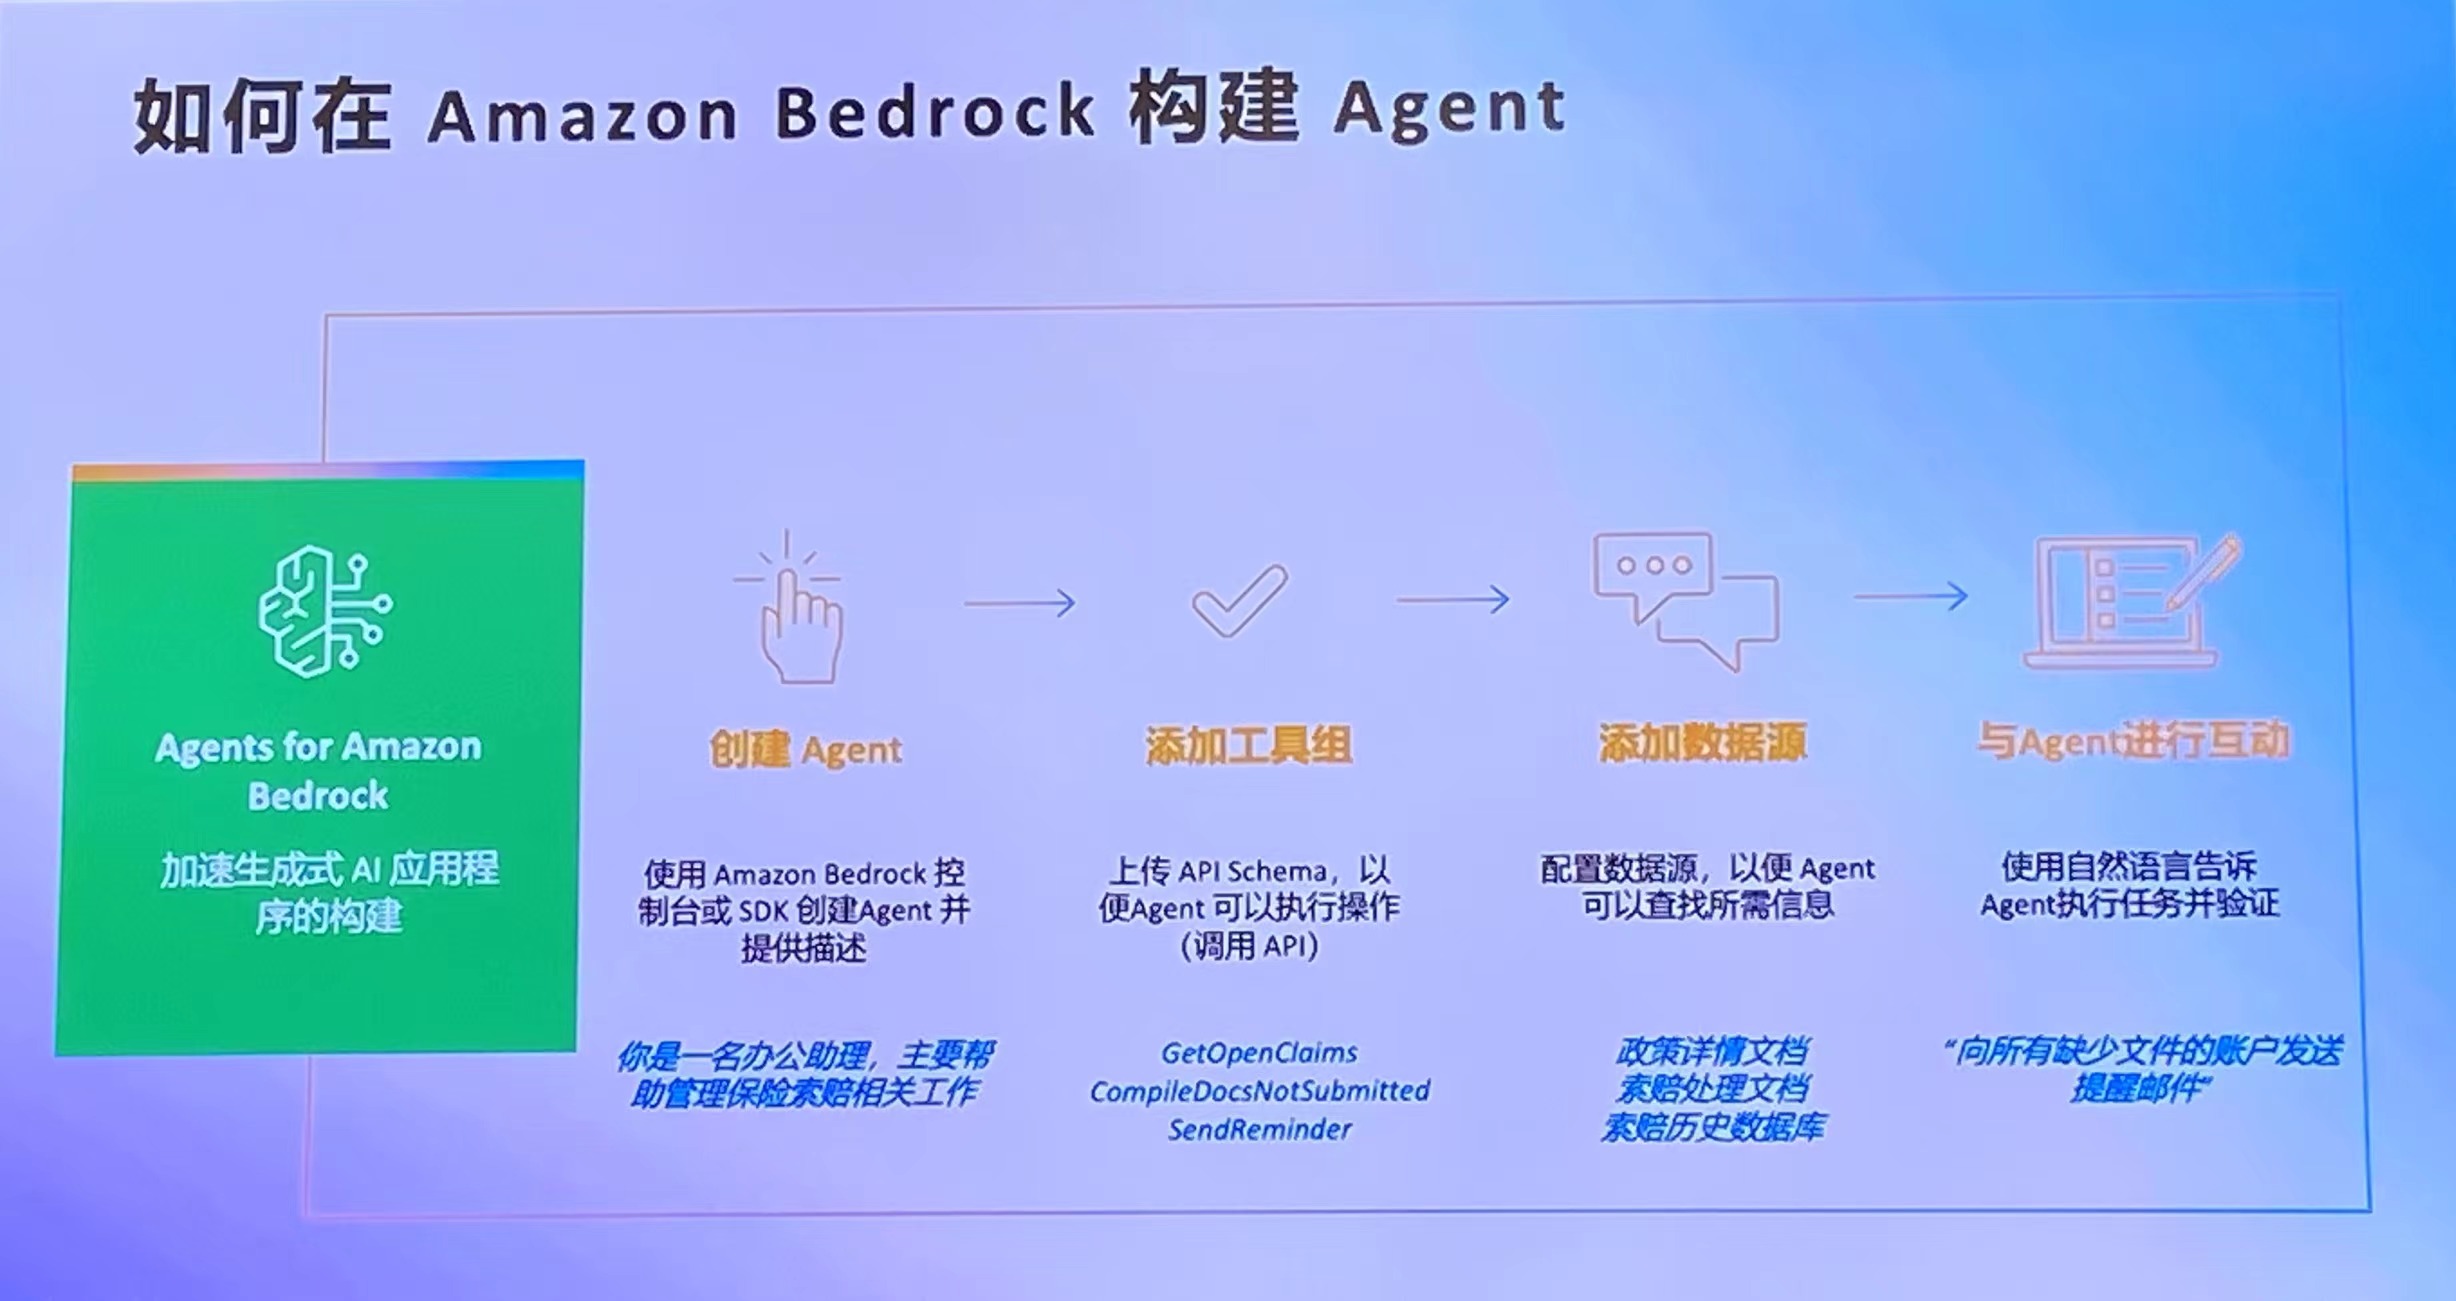 如何在 Amazon Bedrock 构建 Agent
Agents for Amazon
Bedrock
加速生成式 AI 应用程
序的构建
创建 Agent
使用 Amazon Bedrock 控
制台或 SDK 创建Agent 并
提供描述
你是一名办公助理，主要帮
助管理保险索赔相关工作
添加工具组
上传 API Schema，以
便Agent 可以执行操作
（调用 API）
GetOpenClaims
CompileDocsNotSubmitted
SendReminder
添加数据源
配置数据源，以便 Agent
可以查找所需信息
政策详情文档
索赔处理文档
索赔历史数据库
与Agent进行互动
使用自然语言告诉
Agent执行任务并验证
“向所有缺少文件的账户发送
提醒邮件”